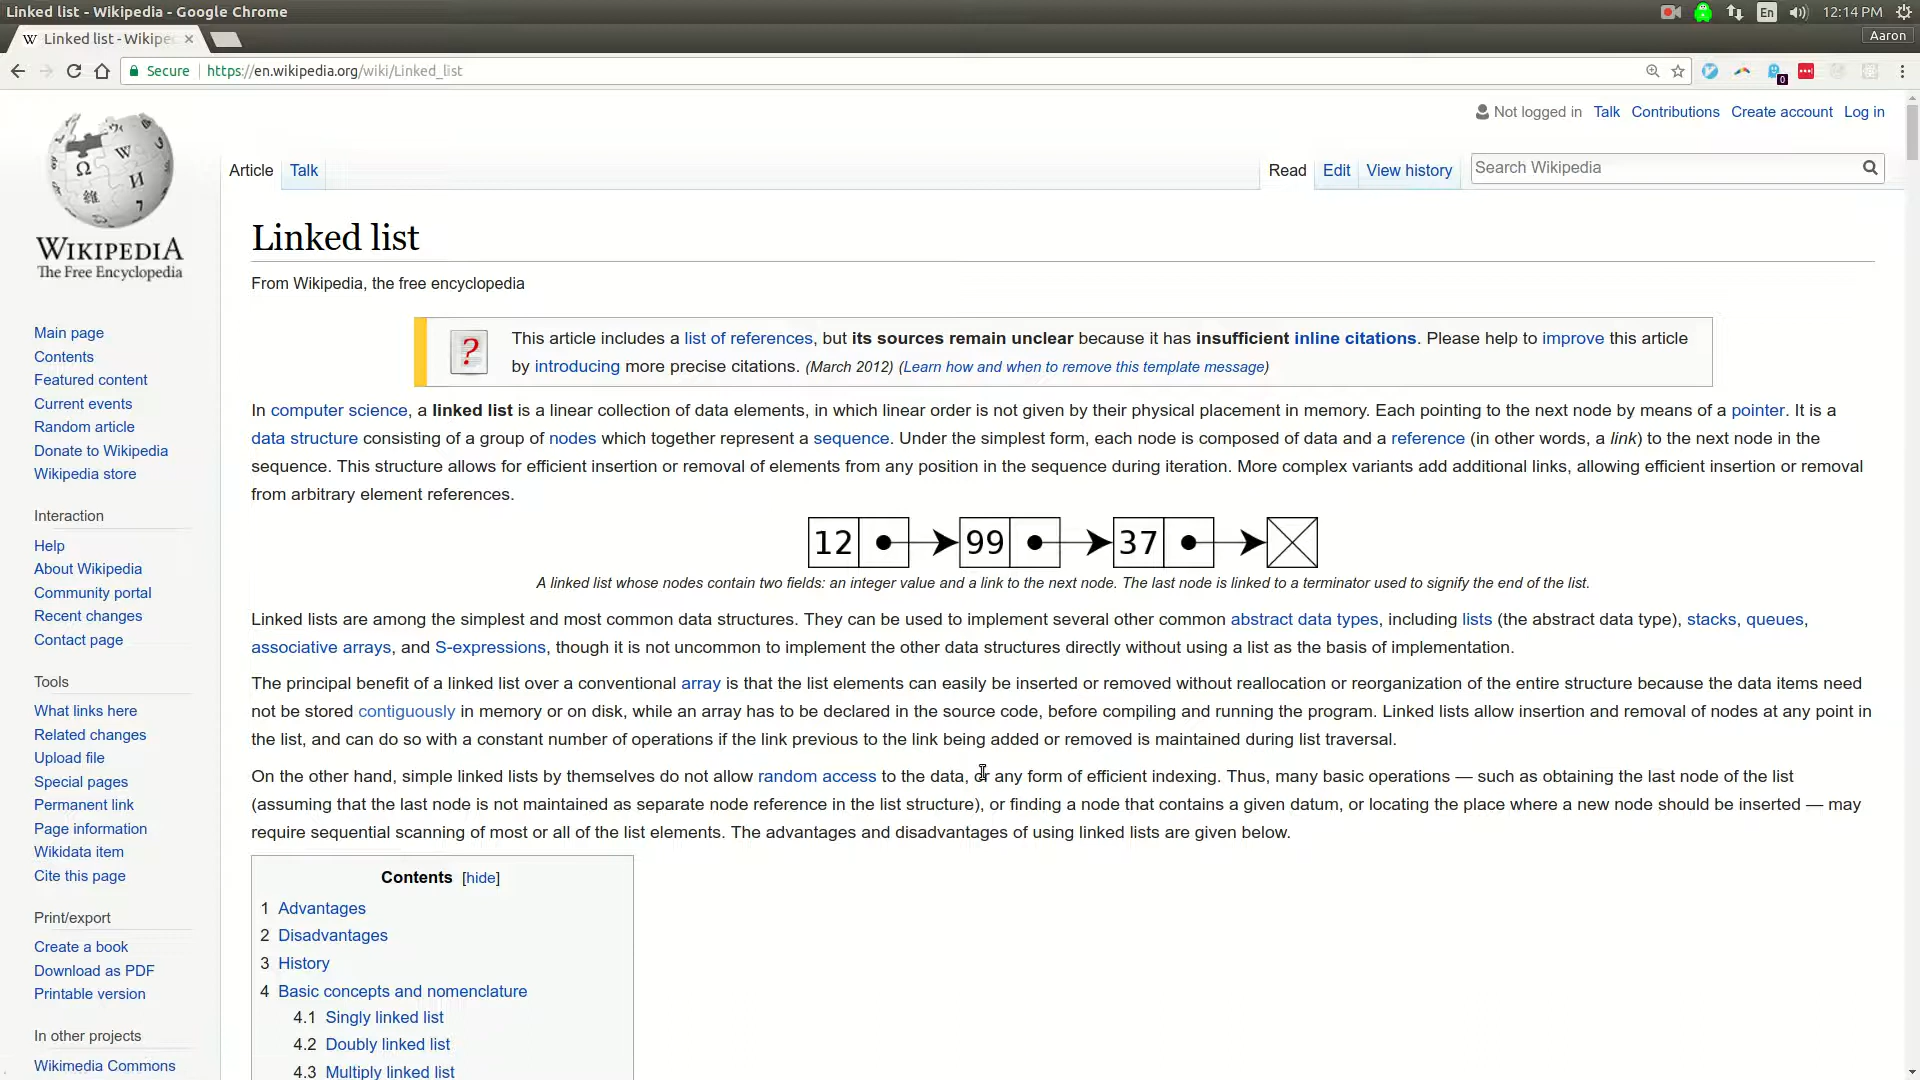 Linked list - Wikipedia - Google Chrome
En
12:14 PM
Linked list - Wikipe
Aaron
Secure
https://en.wikipedia.org/wiki/Linked_list
0
Not logged in Talk Contributions Create account Log in
WIKIPEDIA
The Free Encyclopedia
Article Talk
Read Edit View history
Search Wikipedia
Linked list
From Wikipedia, the free encyclopedia
This article includes a list of references, but its sources remain unclear because it has insufficient inline citations. Please help to improve this article
by introducing more precise citations. (March 2012) (Learn how and when to remove this template message)
In computer science, a linked list is a linear collection of data elements, in which linear order is not given by their physical placement in memory. Each pointing to the next node by means of a pointer. It is a
data structure consisting of a group of nodes which together represent a sequence. Under the simplest form, each node is composed of data and a reference (in other words, a link) to the next node in the
sequence. This structure allows for efficient insertion or removal of elements from any position in the sequence during iteration. More complex variants add additional links, allowing efficient insertion or removal
from arbitrary element references.
12 99 37
A linked list whose nodes contain two fields: an integer value and a link to the next node. The last node is linked to a terminator used to signify the end of the list.
Linked lists are among the simplest and most common data structures. They can be used to implement several other common abstract data types, including lists (the abstract data type), stacks, queues,
associative arrays, and S-expressions, though it is not uncommon to implement the other data structures directly without using a list as the basis of implementation.
The principal benefit of a linked list over a conventional array is that the list elements can easily be inserted or removed without reallocation or reorganization of the entire structure because the data items need
not be stored contiguously in memory or on disk, while an array has to be declared in the source code, before compiling and running the program. Linked lists allow insertion and removal of nodes at any point in
the list, and can do so with a constant number of operations if the link previous to the link being added or removed is maintained during list traversal.
On the other hand, simple linked lists by themselves do not allow random access to the data, or any form of efficient indexing. Thus, many basic operations — such as obtaining the last node of the list
(assuming that the last node is not maintained as separate node reference in the list structure), or finding a node that contains a given datum, or locating the place where a new node should be inserted — may
require sequential scanning of most or all of the list elements. The advantages and disadvantages of using linked lists are given below.
Contents [hide]
1 Advantages
2 Disadvantages
3 History
4 Basic concepts and nomenclature
4.1 Singly linked list
4.2 Doubly linked list
4.3 Multiply linked list
Main page
Contents
Featured content
Current events
Random article
Donate to Wikipedia
Wikipedia store
Interaction
Help
About Wikipedia
Community portal
Recent changes
Contact page
Tools
What links here
Related changes
Upload file
Special pages
Permanent link
Page information
Wikidata item
Cite this page
Print/export
Create a book
Download as PDF
Printable version
In other projects
Wikimedia Commons